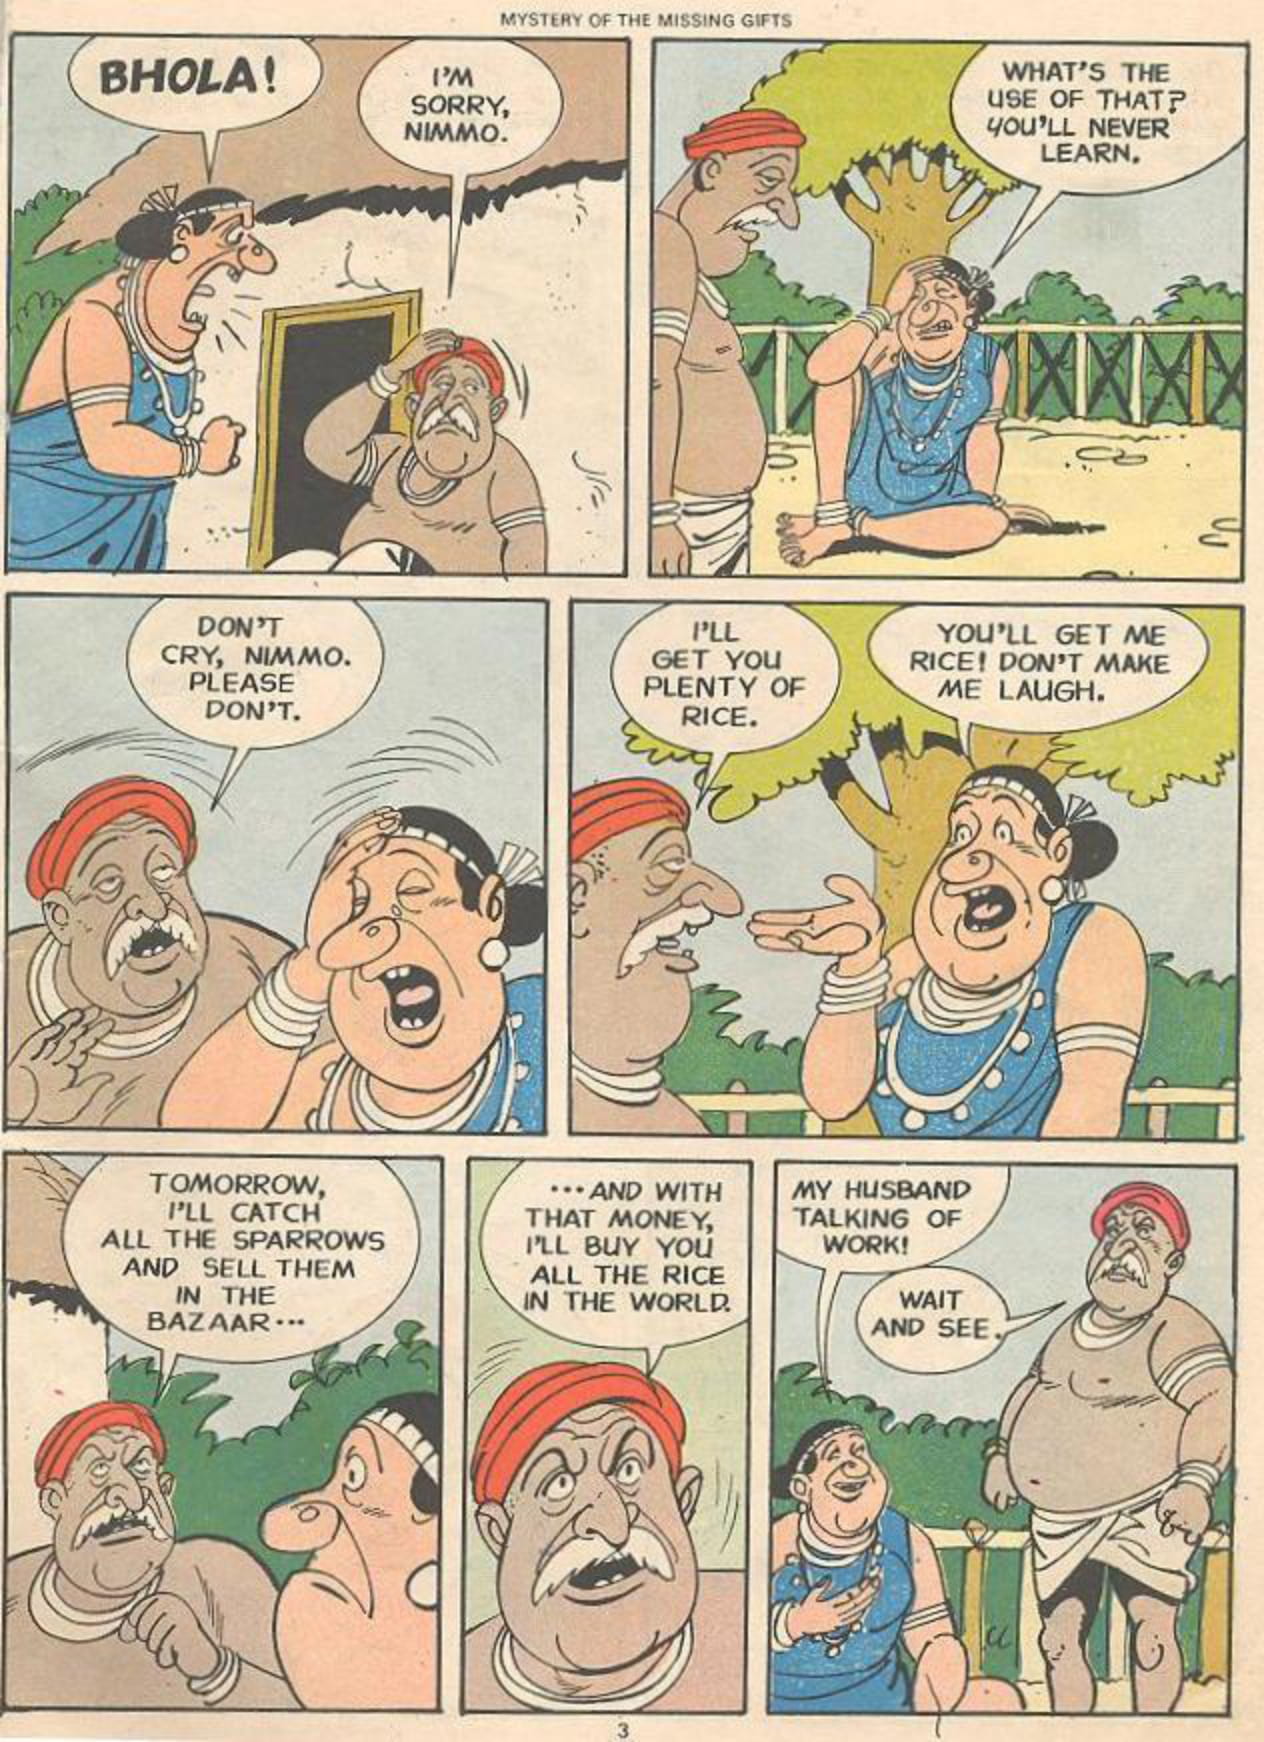 MYSTERY OF THE MISSING GIFTS
BHOLA!
I'M
SORRY,
NIMMO.
WHAT'S THE
USE OF THAT?
YOU'LL NEVER
LEARN.
DON'T
CRY, NIMMO.
PLEASE
DON'T.
I'LL
GET YOU
PLENTY OF
RICE.
YOU'LL GET ME
RICE! DON'T MAKE
ME LAUGH.
TOMORROW,
I'LL CATCH
ALL THE SPARROWS
AND SELL THEM
IN THE
BAZAAR...
...AND WITH
THAT MONEY,
I'LL BUY YOU
ALL THE RICE
IN THE WORLD.
MY HUSBAND
TALKING OF
WORK!
WAIT
AND SEE.
3